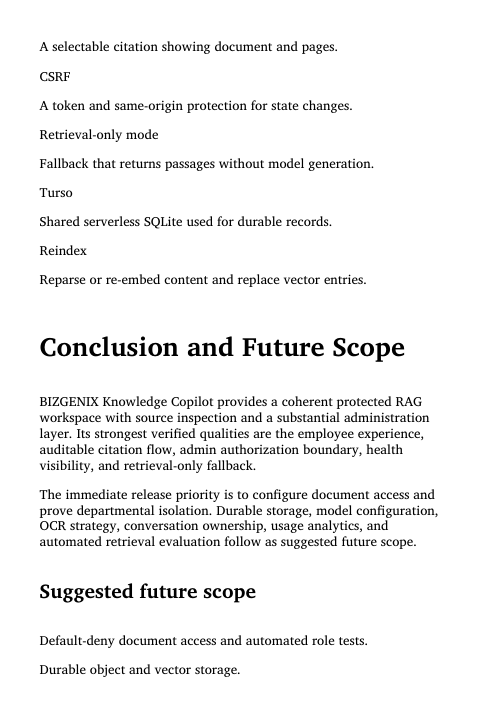 A selectable citation showing document and pages.
CSRF
A token and same-origin protection for state changes.
Retrieval-only mode
Fallback that returns passages without model generation.
Turso
Shared serverless SQLite used for durable records.
Reindex
Reparse or re-embed content and replace vector entries.
Conclusion and Future Scope
BIZGENIX Knowledge Copilot provides a coherent protected RAG
workspace with source inspection and a substantial administration
layer. Its strongest verified qualities are the employee experience,
auditable citation flow, admin authorization boundary, health
visibility, and retrieval-only fallback.
The immediate release priority is to configure document access and
prove departmental isolation. Durable storage, model configuration,
OCR strategy, conversation ownership, usage analytics, and
automated retrieval evaluation follow as suggested future scope.
Suggested future scope
Default-deny document access and automated role tests.
Durable object and vector storage.